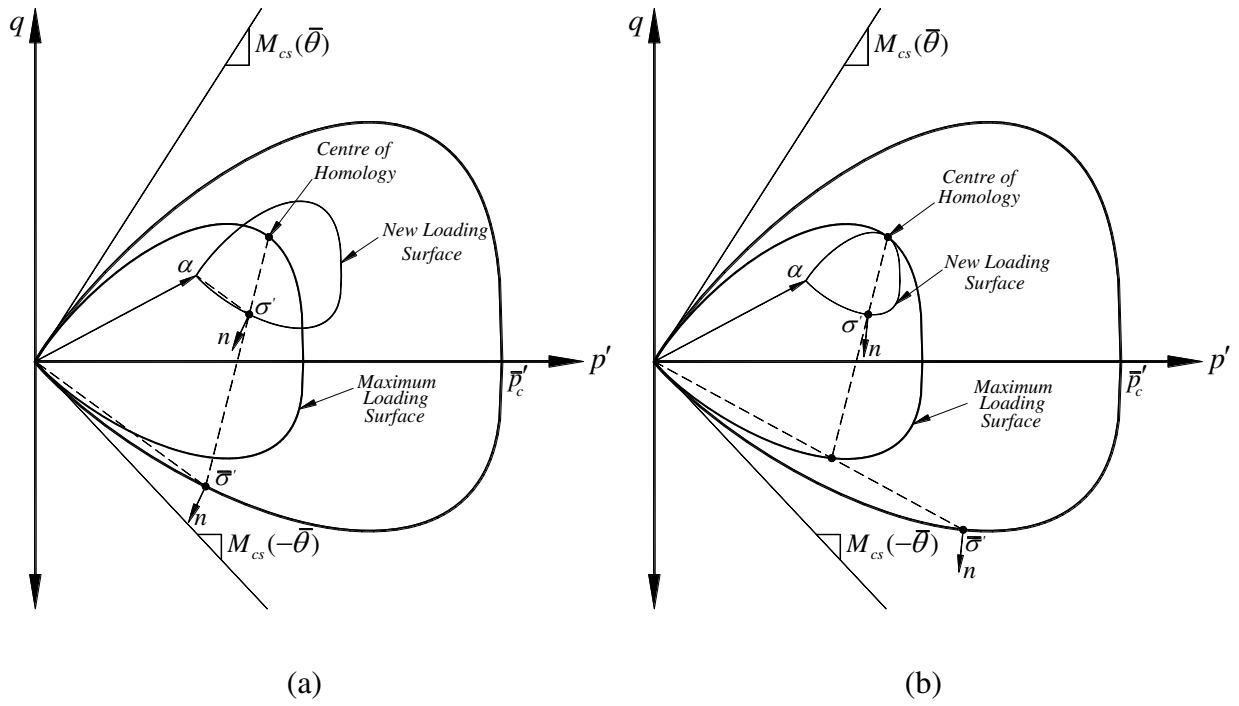 q
M_cs(θ̅)
Centre of
Homology
New Loading
Surface
α
σ′
n
p′
p̅′_c
Maximum
Loading
Surface
σ̅′
n
M_cs(−θ̅)
(a)
q
M_cs(θ̅)
Centre of
Homology
New Loading
Surface
α
σ′
n
p′
p̅′_c
Maximum
Loading
Surface
M_cs(−θ̅)
σ̅′
n
(b)